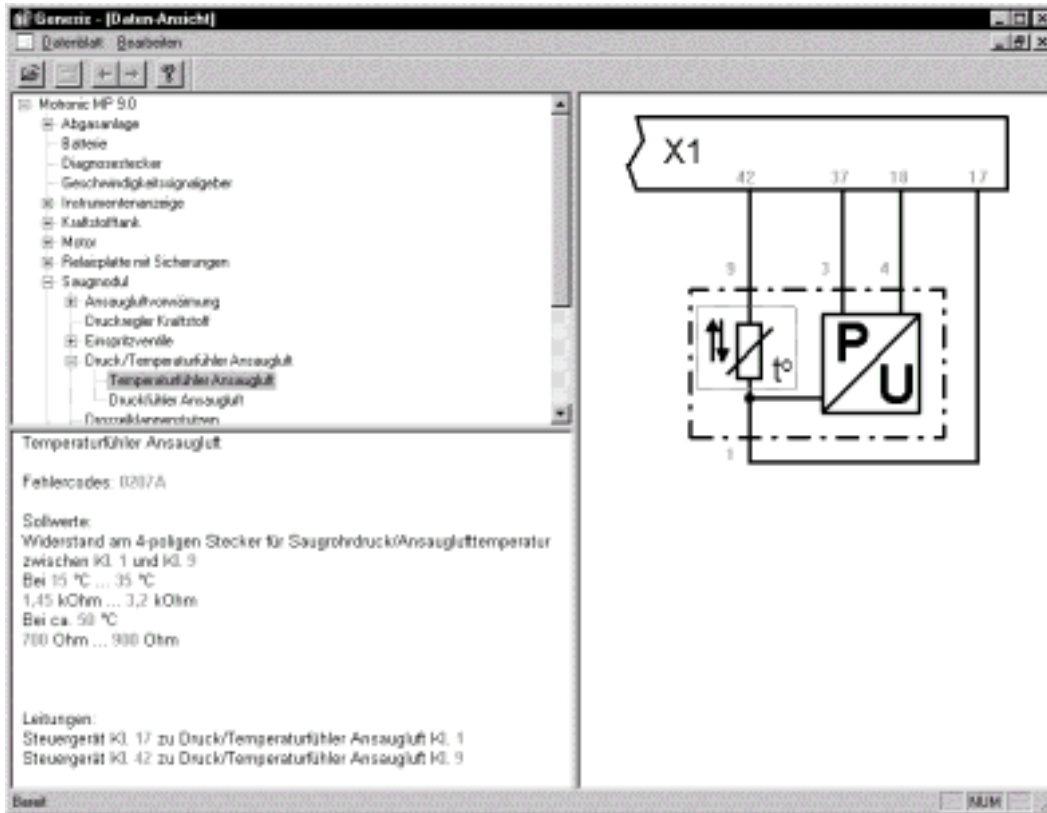 Genesis - [Daten-Ansicht]
Datenblatt Bearbeiten
Motronic MP 9.0
Abgasanlage
Batterie
Diagnosestecker
Geschwindigkeitssignalgeber
Instrumentenanzeige
Kraftstofftank
Motor
Relaisplatte mit Sicherungen
Saugmodul
Ansaugluftvorwärmung
Druckregler Kraftstoff
Einspritzventile
Druck/Temperaturfühler Ansaugluft
Temperaturfühler Ansaugluft
Druckfühler Ansaugluft
Drosselklappenstutzen
Temperaturfühler Ansaugluft
Fehlercodes: 0207A
Sollwerte:
Widerstand am 4-poligen Stecker für Saugrohrdruck/Ansauglufttemperatur
zwischen Kl. 1 und Kl. 9
Bei 15 °C ... 35 °C
1,45 kOhm ... 3,2 kOhm
Bei ca. 50 °C
700 Ohm ... 900 Ohm
Leitungen:
Steuergerät Kl. 17 zu Druck/Temperaturfühler Ansaugluft Kl. 1
Steuergerät Kl. 42 zu Druck/Temperaturfühler Ansaugluft Kl. 9
X1
42 37 18 17
9 3 4
P
U
t°
1
Bereit
NUM